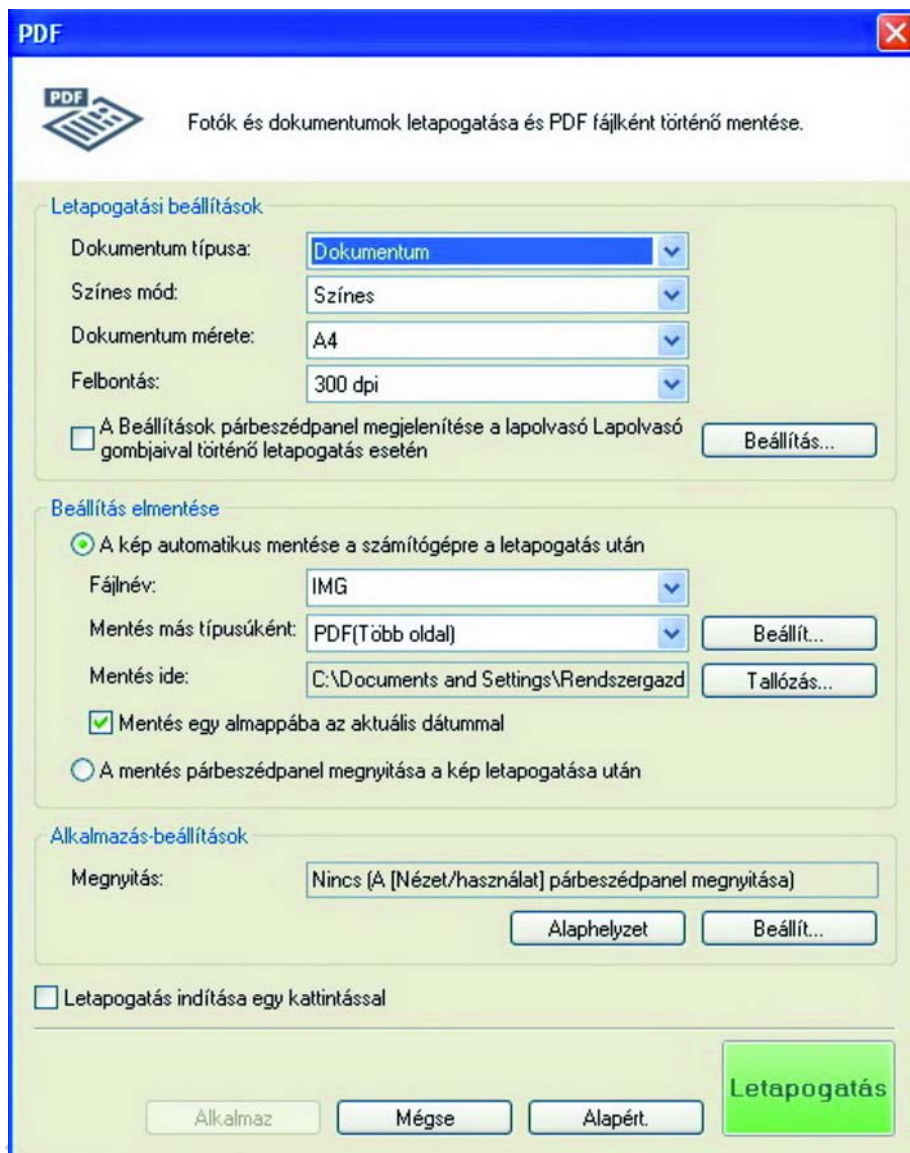 PDF
PDF
Fotók és dokumentumok letapogatása és PDF fájlként történő mentése.
Letapogatási beállítások
Dokumentum típusa:
Dokumentum
Színes mód:
Színes
Dokumentum mérete:
A4
Felbontás:
300 dpi
A Beállítások párbeszédpanel megjelenítése a lapolvasó Lapolvasó
gombjaival történő letapogatás esetén
Beállítás...
Beállítás elmentése
A kép automatikus mentése a számítógépre a letapogatás után
Fájlnév:
IMG
Mentés más típusúként:
PDF(Több oldal)
Beállít...
Mentés ide:
C:\Documents and Settings\Rendszergazd
Tallózás...
Mentés egy almappába az aktuális dátummal
A mentés párbeszédpanel megnyitása a kép letapogatása után
Alkalmazás-beállítások
Megnyitás:
Nincs (A [Nézet/használat] párbeszédpanel megnyitása)
Alaphelyzet
Beállít...
Letapogatás indítása egy kattintással
Letapogatás
Alkalmaz
Mégse
Alapért.